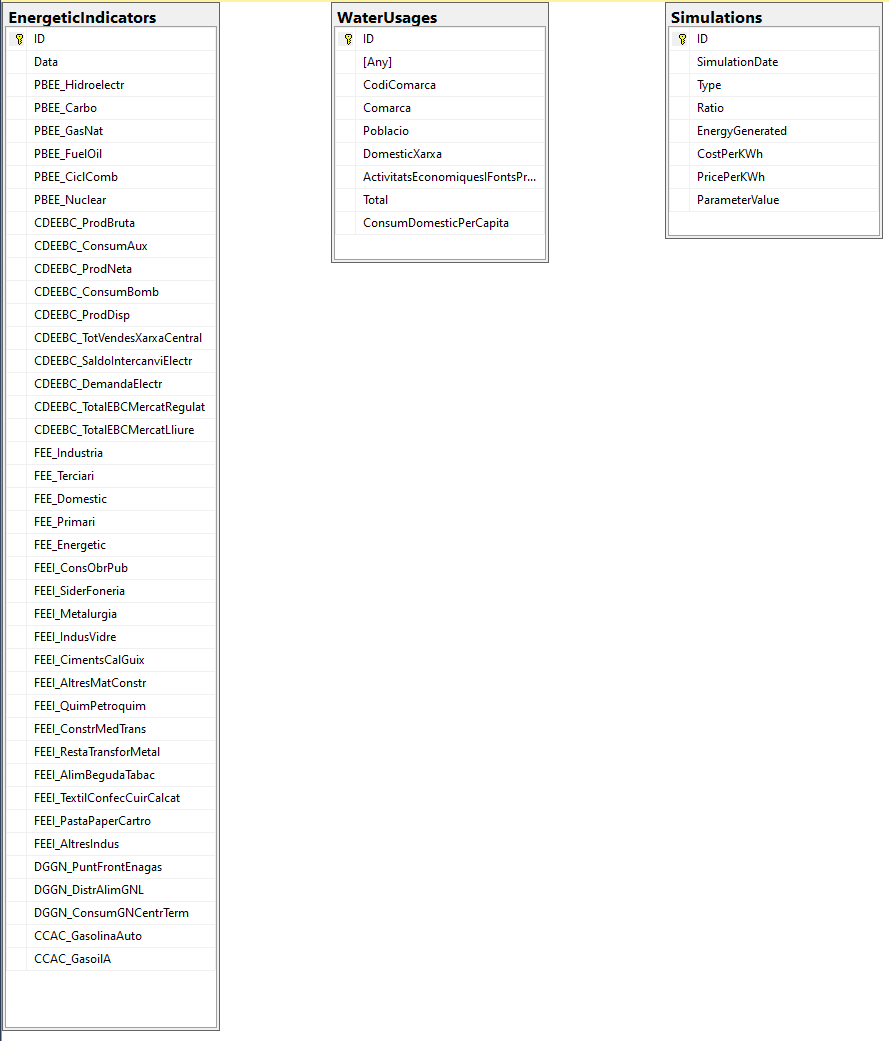 EnergeticIndicators
ID
Data
PBEE_Hidroelectr
PBEE_Carbo
PBEE_GasNat
PBEE_FuelOil
PBEE_CiclComb
PBEE_Nuclear
CDEEBC_ProdBruta
CDEEBC_ConsumAux
CDEEBC_ProdNeta
CDEEBC_ConsumBomb
CDEEBC_ProdDisp
CDEEBC_TotVendesXarxaCentral
CDEEBC_SaldoIntercanviElectr
CDEEBC_DemandaElectr
CDEEBC_TotalEBCMercatRegulat
CDEEBC_TotalEBCMercatLliure
FEE_Industria
FEE_Terciari
FEE_Domestic
FEE_Primari
FEE_Energetic
FEEI_ConsObrPub
FEEI_SiderFoneria
FEEI_Metalurgia
FEEI_IndusVidre
FEEI_CimentsCalGuix
FEEI_AltresMatConstr
FEEI_QuimPetroquim
FEEI_ConstrMedTrans
FEEI_RestaTransforMetal
FEEI_AlimBegudaTabac
FEEI_TextilConfecCuirCalcat
FEEI_PastaPaperCartro
FEEI_AltresIndus
DGGN_PuntFrontEnagas
DGGN_DistrAlimGNL
DGGN_ConsumGNCentrTerm
CCAC_GasolinaAuto
CCAC_GasoilA
WaterUsages
ID
[Any]
CodiComarca
Comarca
Poblacio
DomesticXarxa
ActivitatsEconomiquesIFontsPr...
Total
ConsumDomesticPerCapita
Simulations
ID
SimulationDate
Type
Ratio
EnergyGenerated
CostPerKWh
PricePerKWh
ParameterValue